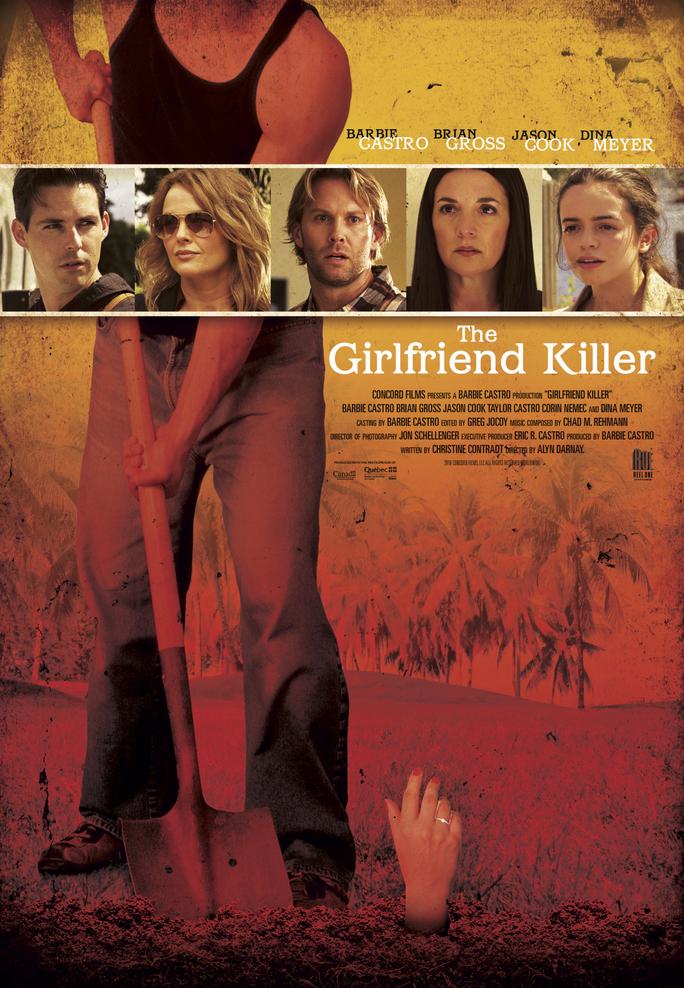 BARBIE CASTRO BRIAN GROSS JASON COOK DINA MEYER
The
Girlfriend Killer
CONCORD FILMS PRESENTS A BARBIE CASTRO PRODUCTION "GIRLFRIEND KILLER"
BARBIE CASTRO BRIAN GROSS JASON COOK TAYLOR CASTRO CORIN NEMEC AND DINA MEYER
CASTING BY BARBIE CASTRO EDITED BY GREG JOCOY MUSIC COMPOSED BY CHAD M. REHMANN
DIRECTOR OF PHOTOGRAPHY JON SCHELLENGER EXECUTIVE PRODUCER ERIC R. CASTRO PRODUCED BY BARBIE CASTRO
WRITTEN BY CHRISTINE CONTRADT DIRECTED BY ALYN DARNAY.
Canada
Québec
REEL ONE